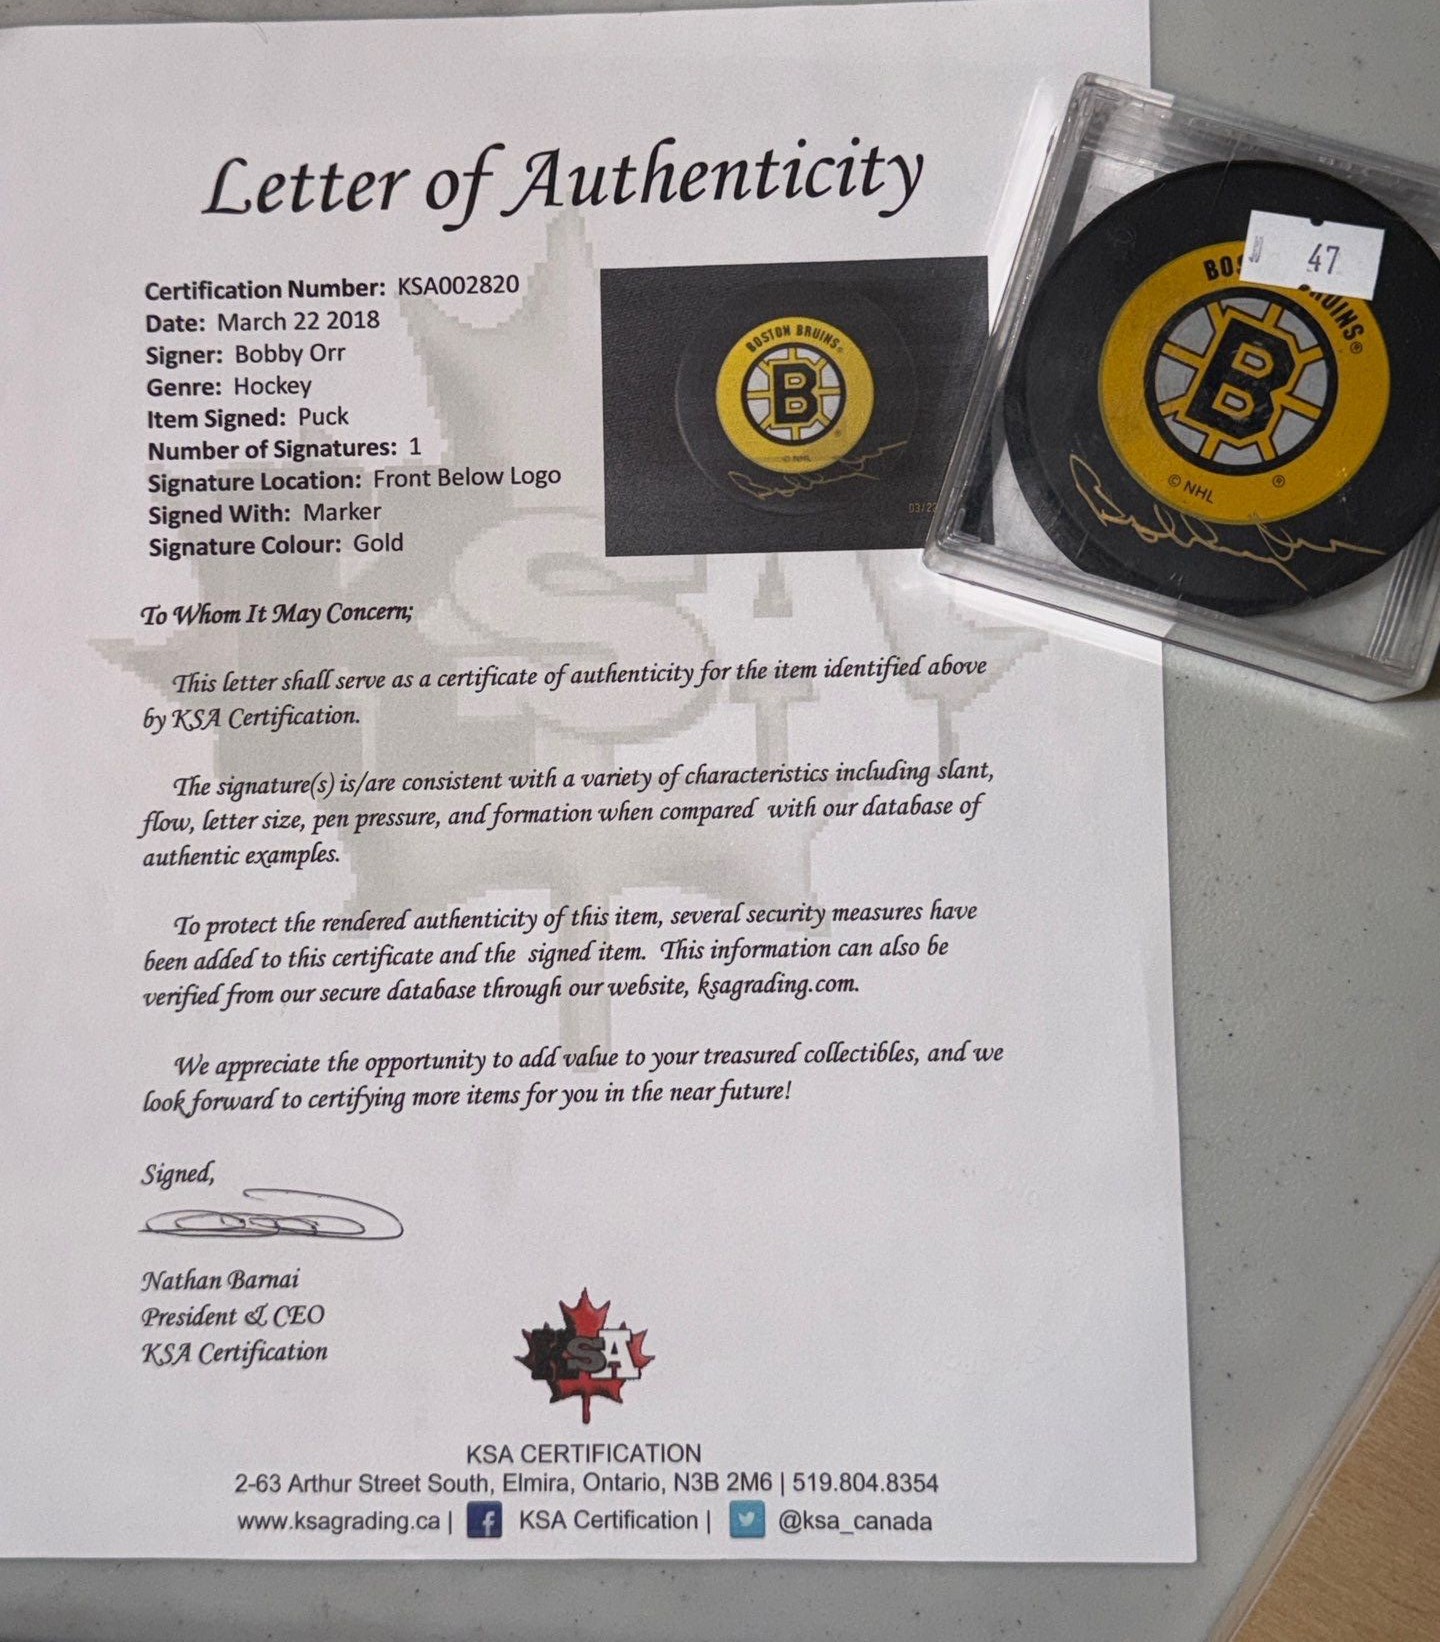 Letter of Authenticity
Certification Number: KSA002820
Date: March 22 2018
Signer: Bobby Orr
Genre: Hockey
Item Signed: Puck
Number of Signatures: 1
Signature Location: Front Below Logo
Signed With: Marker
Signature Colour: Gold
BOSTON BRUINS
B
© NHL
03/22
47
BOS
RUINS®
B
© NHL
®
To Whom It May Concern;
This letter shall serve as a certificate of authenticity for the item identified above
by KSA Certification.
The signature(s) is/are consistent with a variety of characteristics including slant,
flow, letter size, pen pressure, and formation when compared with our database of
authentic examples.
To protect the rendered authenticity of this item, several security measures have
been added to this certificate and the signed item. This information can also be
verified from our secure database through our website, ksagrading.com.
We appreciate the opportunity to add value to your treasured collectibles, and we
look forward to certifying more items for you in the near future!
Signed,
Nathan Barnai
President & CEO
KSA Certification
KSA
KSA CERTIFICATION
2-63 Arthur Street South, Elmira, Ontario, N3B 2M6 | 519.804.8354
www.ksagrading.ca | f KSA Certification | @ksa_canada